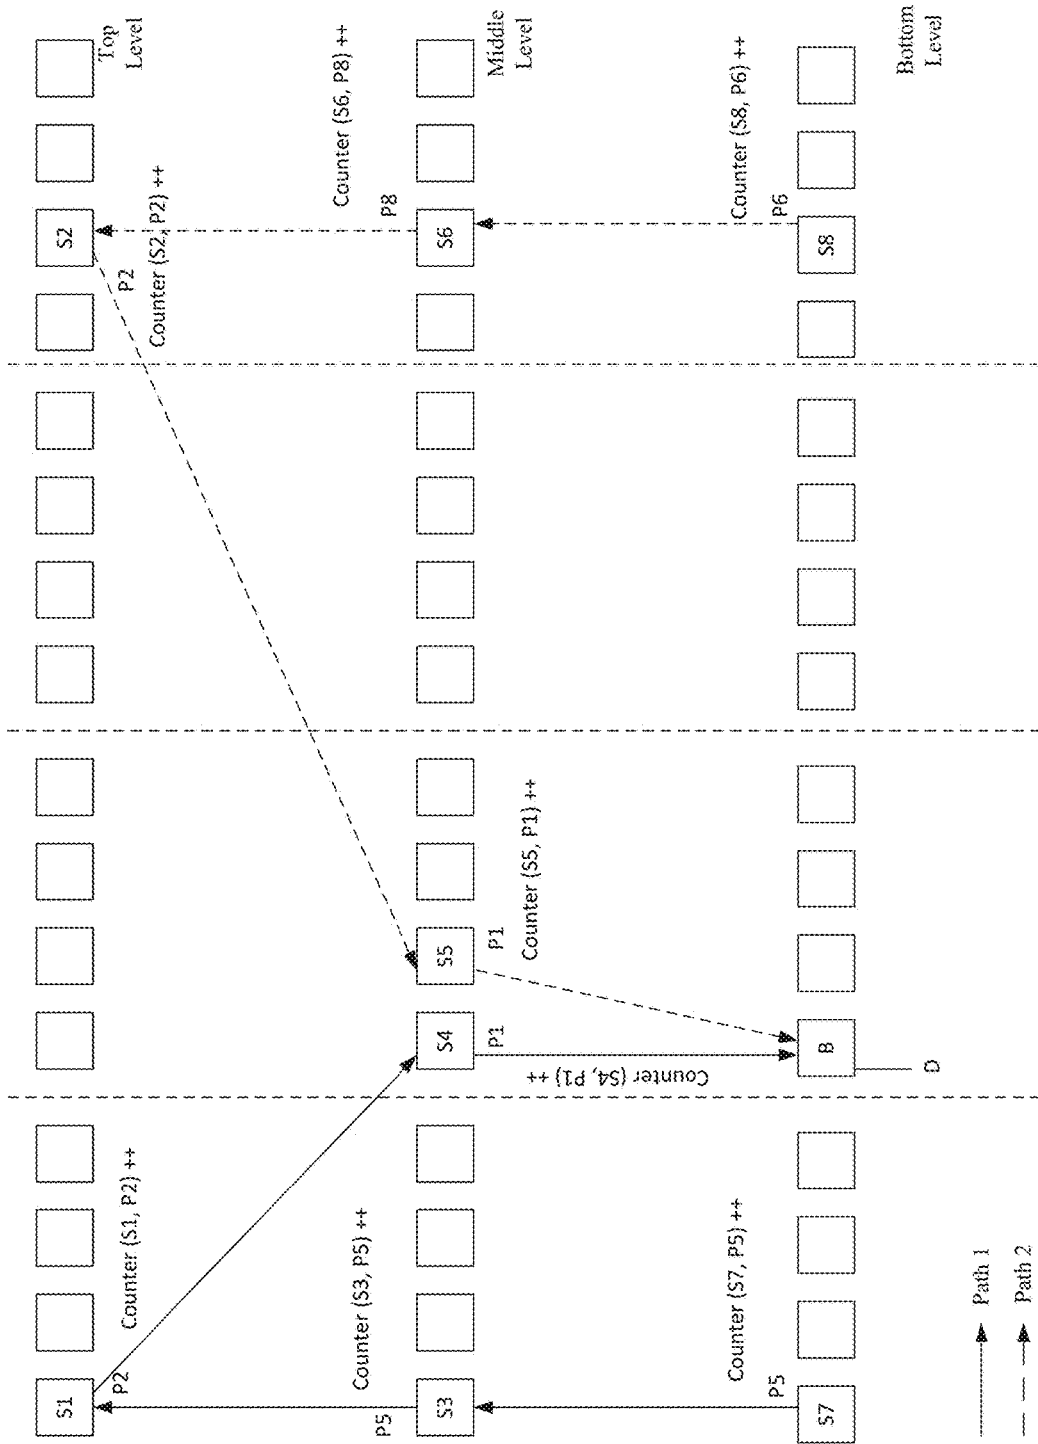 S1
P2
Counter (S1, P2) ++
S2
P2
Counter (S2, P2) ++
Top
Level
P5
S3
Counter (S3, P5) ++
S4
P1
Counter (S4, P1) ++
S5
P1
Counter (S5, P1) ++
P8
S6
Counter (S6, P8) ++
Middle
Level
P5
S7
Counter (S7, P5) ++
B
D
P6
S8
Counter (S8, P6) ++
Bottom
Level
Path 1
Path 2